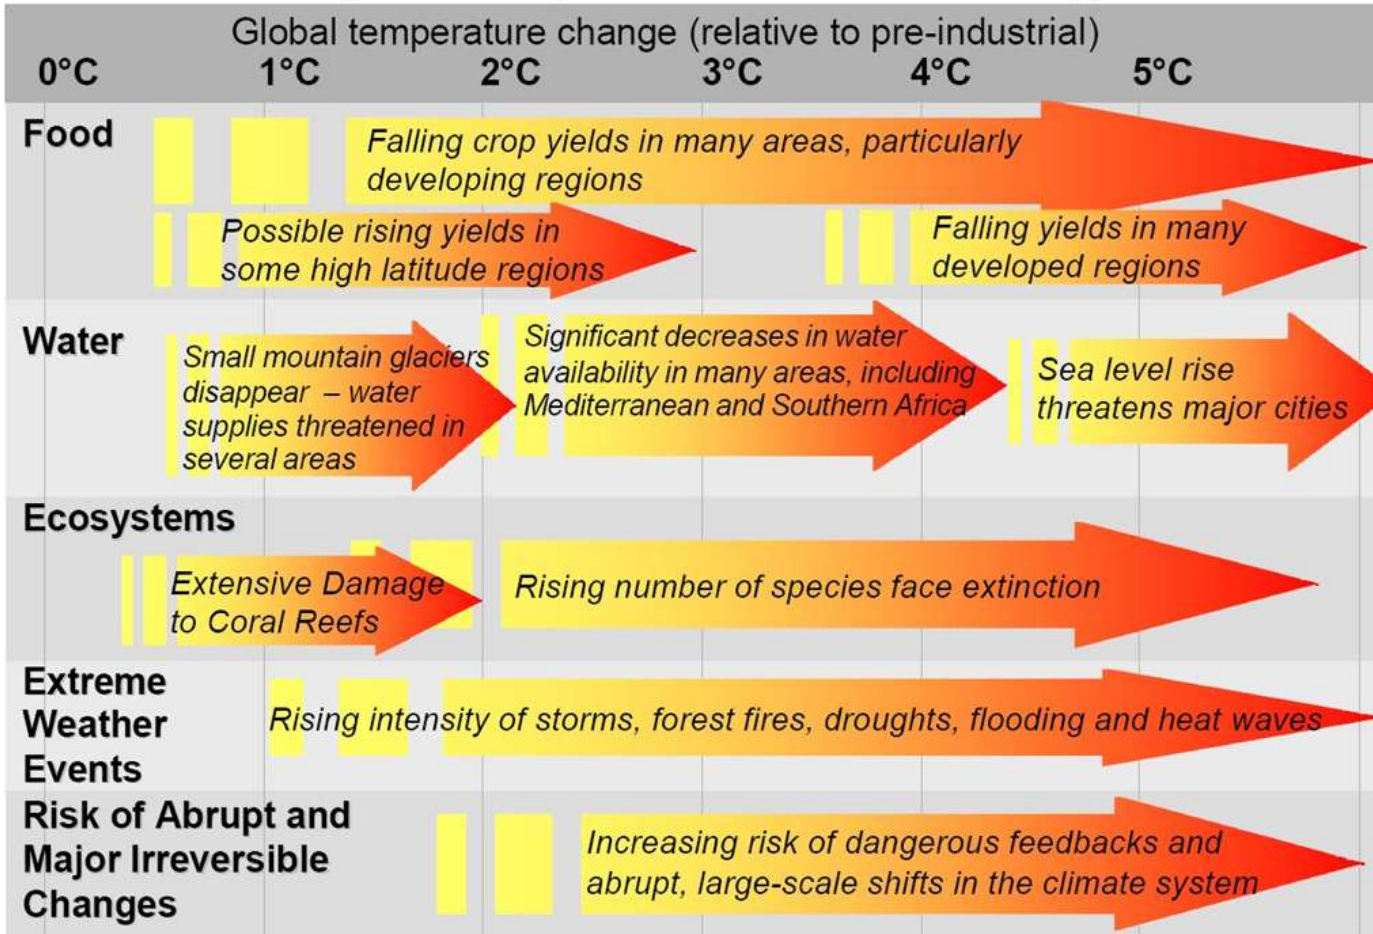 Global temperature change (relative to pre-industrial)
0°C 1°C 2°C 3°C 4°C 5°C
Food
Falling crop yields in many areas, particularly
developing regions
Possible rising yields in
some high latitude regions
Falling yields in many
developed regions
Water
Small mountain glaciers
disappear – water
supplies threatened in
several areas
Significant decreases in water
availability in many areas, including
Mediterranean and Southern Africa
Sea level rise
threatens major cities
Ecosystems
Extensive Damage
to Coral Reefs
Rising number of species face extinction
Extreme
Weather
Events
Rising intensity of storms, forest fires, droughts, flooding and heat waves
Risk of Abrupt and
Major Irreversible
Changes
Increasing risk of dangerous feedbacks and
abrupt, large-scale shifts in the climate system